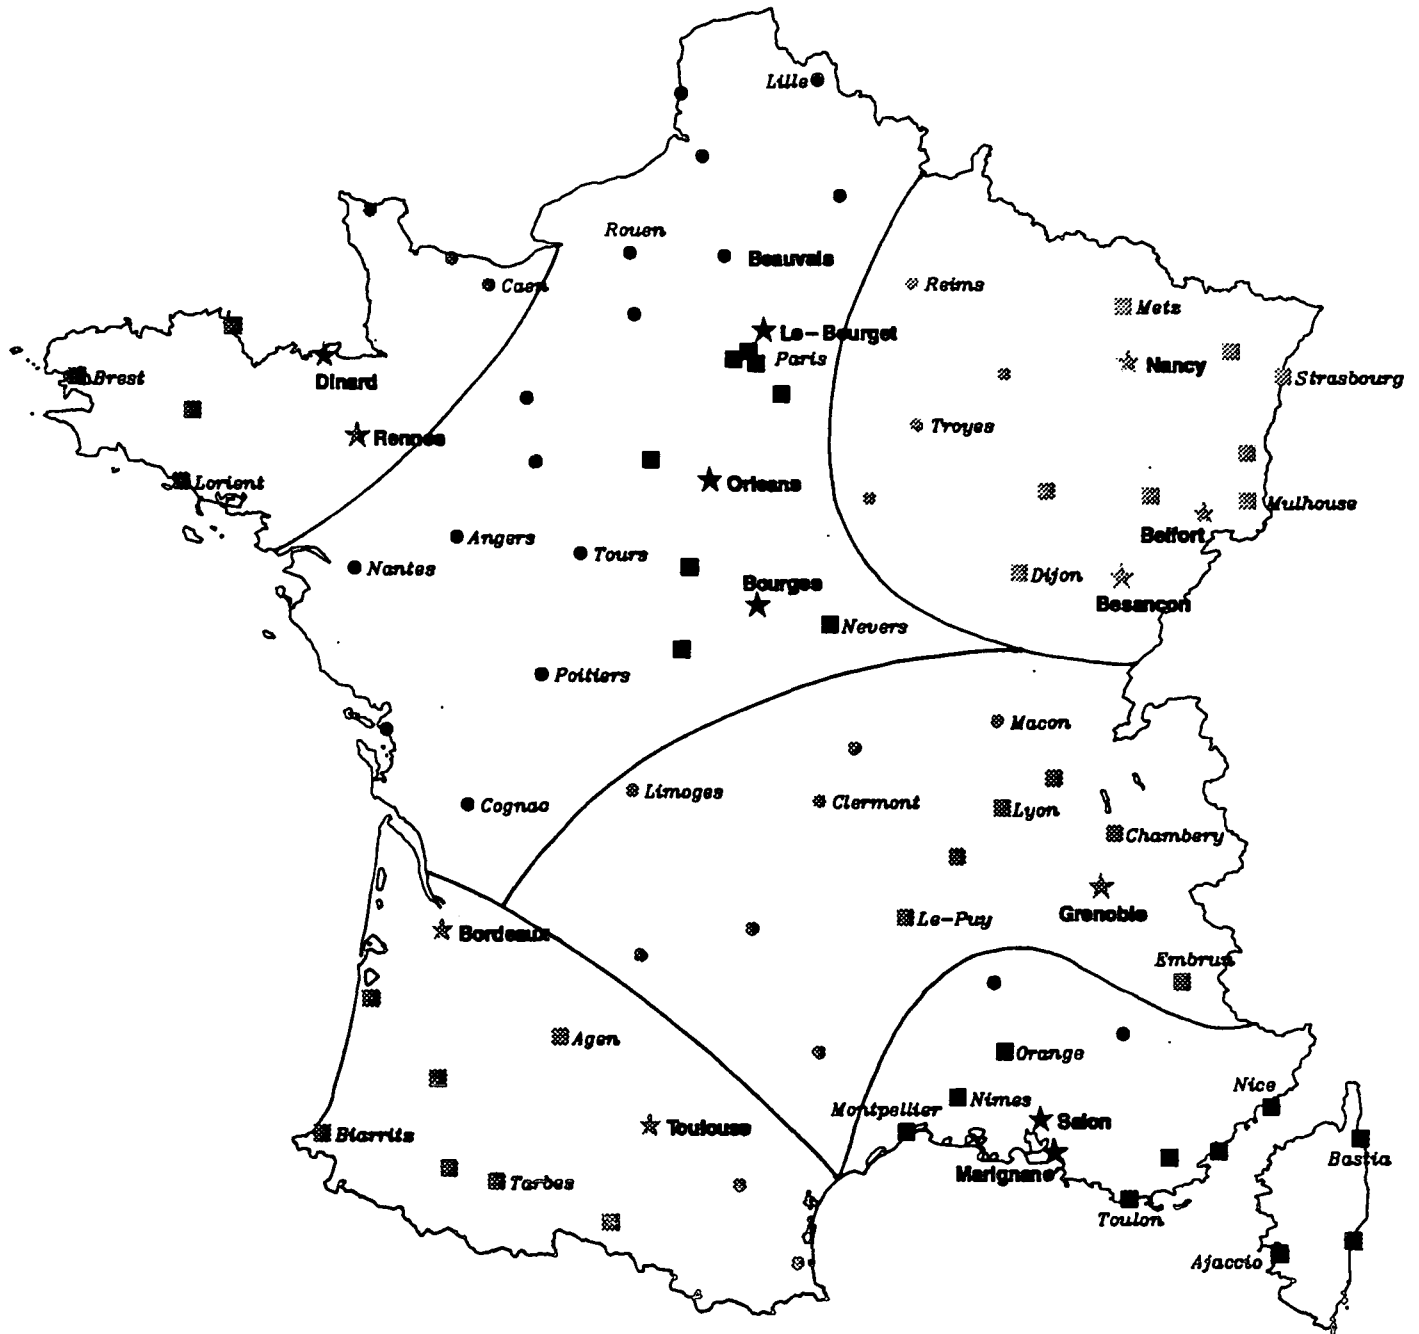 Lille
Rouen
Beauvais
Caen
Reims
Metz
Le-Bourget
Paris
Nancy
Strasbourg
Brest
Dinard
Troyes
Rennes
Lorient
Orleans
Mulhouse
Belfort
Angers
Tours
Nantes
Bourges
Dijon
Besancon
Nevers
Poitiers
Macon
Limoges
Clermont
Cognac
Lyon
Chambery
Grenoble
Le-Puy
Bordeaux
Embrun
Agen
Orange
Nice
Nimes
Montpellier
Salon
Biarritz
Toulouse
Bastia
Marignane
Tarbes
Toulon
Ajaccio